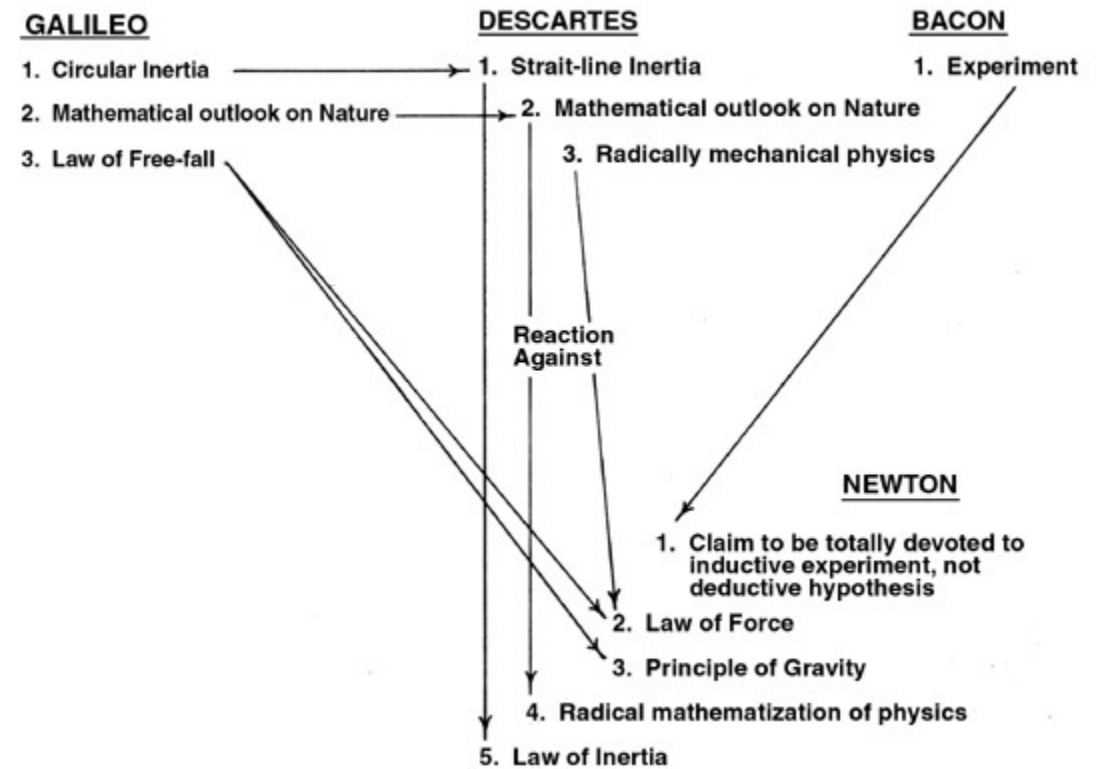 GALILEO
1. Circular Inertia
2. Mathematical outlook on Nature
3. Law of Free-fall
DESCARTES
1. Strait-line Inertia
2. Mathematical outlook on Nature
3. Radically mechanical physics
BACON
1. Experiment
Reaction
Against
NEWTON
1. Claim to be totally devoted to
inductive experiment, not
deductive hypothesis
2. Law of Force
3. Principle of Gravity
4. Radical mathematization of physics
5. Law of Inertia